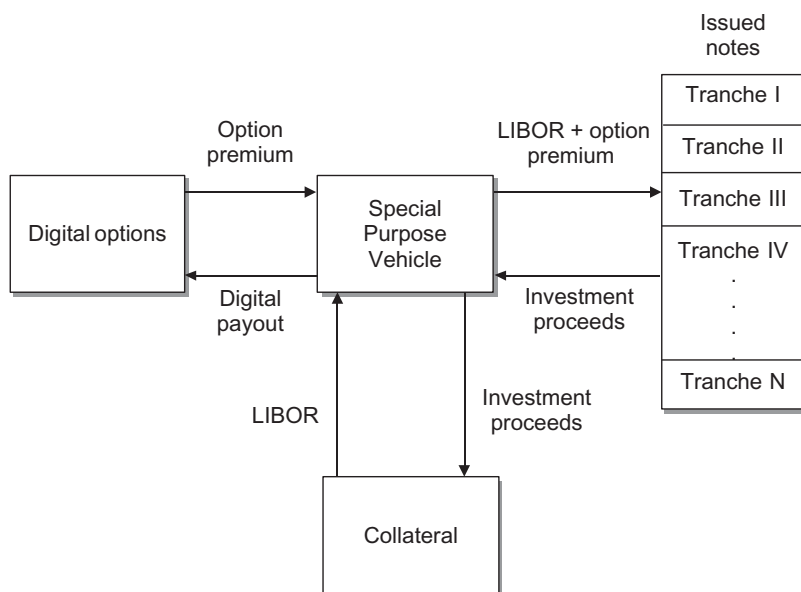 Issued
notes
Tranche I
Option
premium
LIBOR + option
premium
Tranche II
Digital options
Special
Purpose
Vehicle
Tranche III
Tranche IV
.
.
.
.
Digital
payout
Investment
proceeds
Tranche N
LIBOR
Investment
proceeds
Collateral